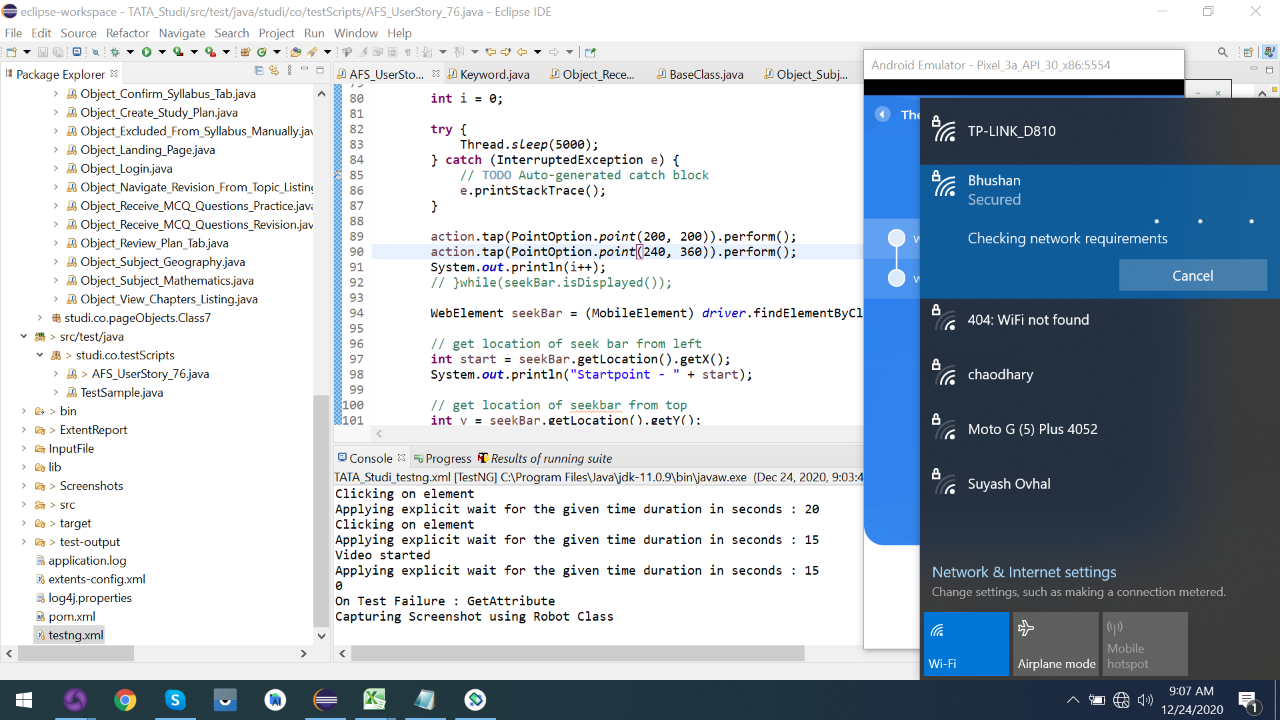 eclipse-workspace - TATA_Studi/src/test/java/studi/co/testScripts/AFS_UserStory_76.java - Eclipse IDE
File Edit Source Refactor Navigate Search Project Run Window Help
Package Explorer
Object_Confirm_Syllabus_Tab.java
Object_Create_Study_Plan.java
Object_Excluded_From_Syllabus_Manually.jav
Object_Landing_Page.java
Object_Login.java
Object_Navigate_Revision_From_Topic_Listing
Object_Receive_MCQ_Questions_Practice.java
Object_Receive_MCQ_Questions_Revision.java
Object_Review_Plan_Tab.java
Object_Subject_Geography.java
Object_Subject_Mathematics.java
Object_View_Chapters_Listing.java
studi.co.pageObjects.Class7
> src/test/java
> studi.co.testScripts
> AFS_UserStory_76.java
TestSample.java
> bin
> ExtentReport
InputFile
> lib
> Screenshots
> src
> target
> test-output
application.log
extents-config.xml
log4j.properties
pom.xml
testng.xml
AFS_UserSto... Keyword.java Object_Rece... BaseClass.java Object_Subj...
80 int i = 0;
81
82 try {
83 Thread.sleep(5000);
84 } catch (InterruptedException e) {
85 // TODO Auto-generated catch block
86 e.printStackTrace();
87 }
88
89 action.tap(PointOption.point(200, 200)).perform();
90 action.tap(PointOption.point(240, 360)).perform();
91 System.out.println(i++);
92 // }while(seekBar.isDisplayed());
93
94 WebElement seekBar = (MobileElement) driver.findElementByCl
95
96 // get location of seek bar from left
97 int start = seekBar.getLocation().getX();
98 System.out.println("Startpoint - " + start);
99
100 // get location of seekbar from top
101 int y = seekBar.getLocation().getY();
Console Progress Results of running suite
TATA_Studi_testng.xml [TestNG] C:\Program Files\Java\jdk-11.0.9\bin\javaw.exe (Dec 24, 2020, 9:03:4
Clicking on element
Applying explicit wait for the given time duration in seconds : 20
Clicking on element
Applying explicit wait for the given time duration in seconds : 15
Video started
Applying explicit wait for the given time duration in seconds : 15
0
On Test Failure : GetAttribute
Capturing Screenshot using Robot Class
Android Emulator - Pixel_3a_API_30_x86:5554
The
TP-LINK_D810
Bhushan
Secured
Checking network requirements
Cancel
404: WiFi not found
chaodhary
Moto G (5) Plus 4052
Suyash Ovhal
Network & Internet settings
Change settings, such as making a connection metered.
Wi-Fi
Airplane mode
Mobile
hotspot
9:07 AM
12/24/2020
1